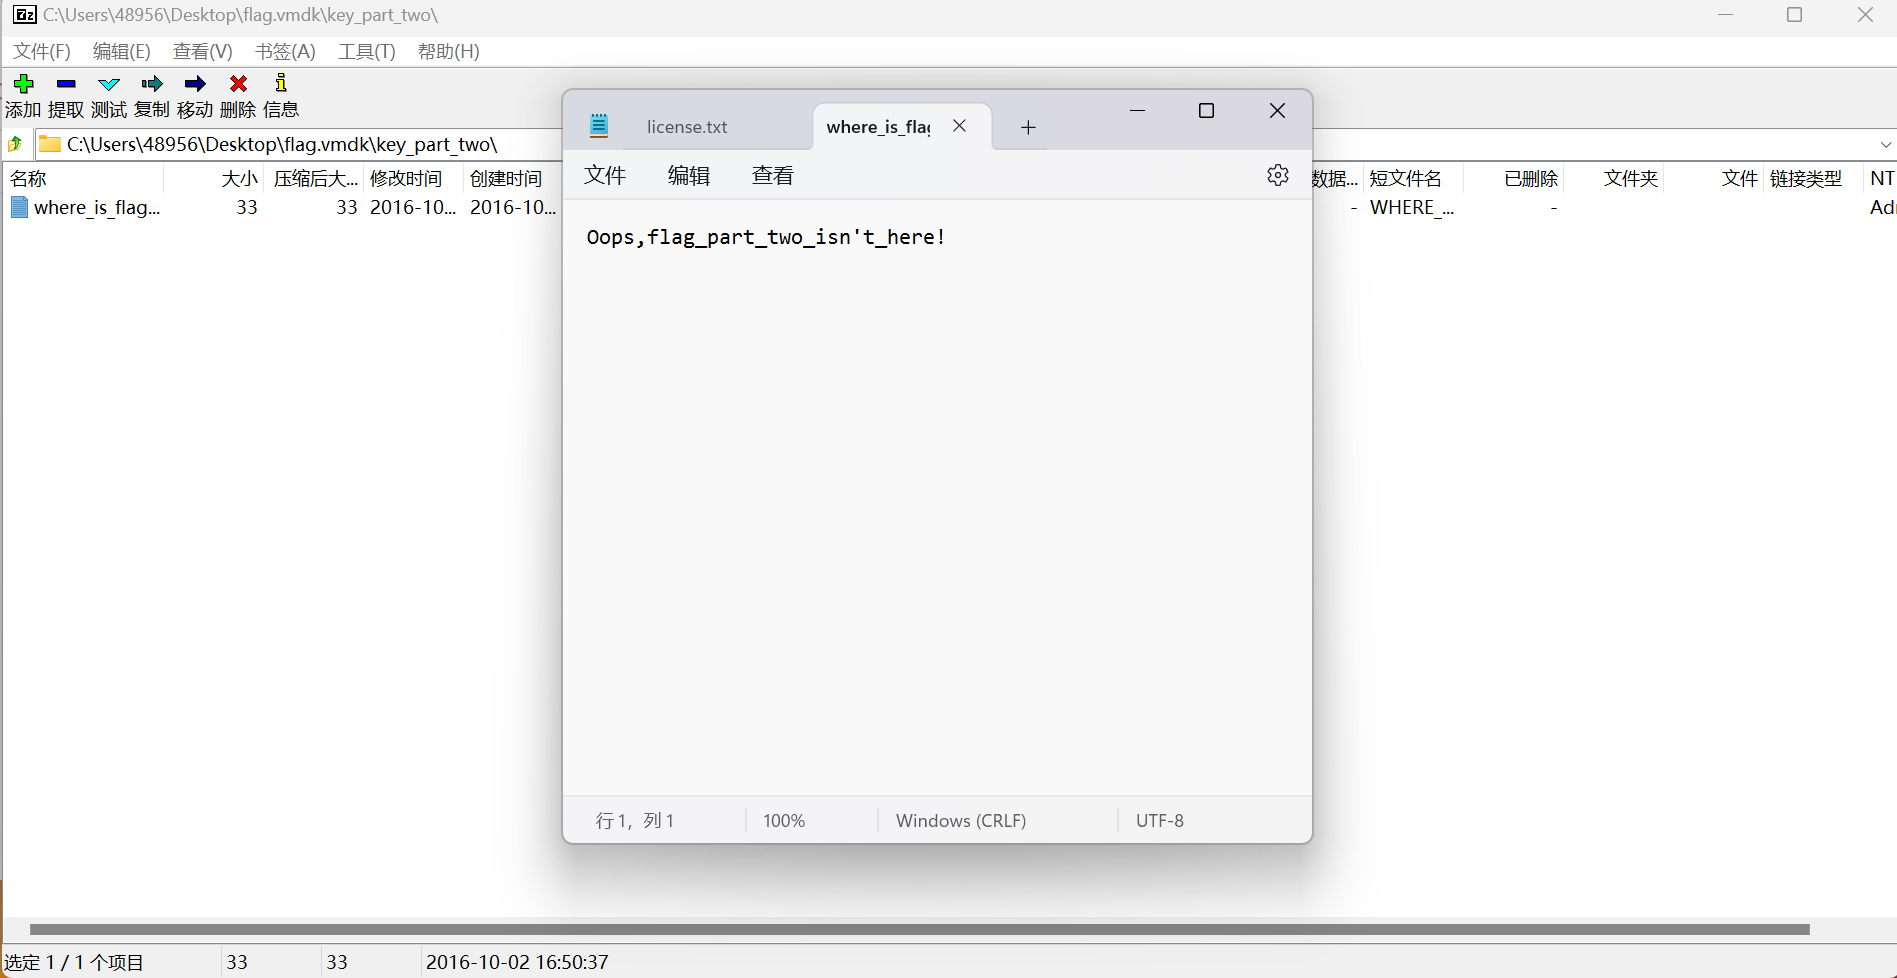 C:\Users\48956\Desktop\flag.vmdk\key_part_two\
文件(F) 编辑(E) 查看(V) 书签(A) 工具(T) 帮助(H)
添加 提取 测试 复制 移动 删除 信息
C:\Users\48956\Desktop\flag.vmdk\key_part_two\
名称 大小 压缩后大... 修改时间 创建时间 数据... 短文件名 已删除 文件夹 文件 链接类型 NT
where_is_flag... 33 33 2016-10... 2016-10... - WHERE_... -
license.txt where_is_flag
文件 编辑 查看
Oops,flag_part_two_isn't_here!
行 1，列 1 100% Windows (CRLF) UTF-8
选定 1 / 1 个项目 33 33 2016-10-02 16:50:37